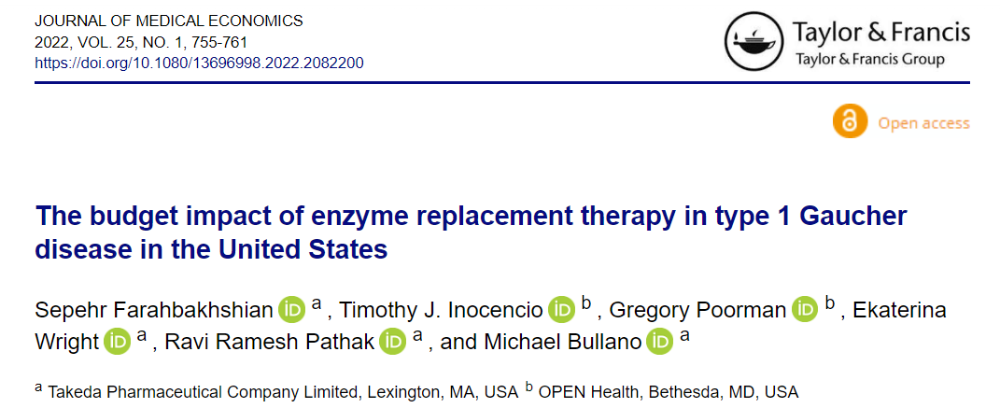 JOURNAL OF MEDICAL ECONOMICS
2022, VOL. 25, NO. 1, 755-761
https://doi.org/10.1080/13696998.2022.2082200
Taylor & Francis
Taylor & Francis Group
Open access
The budget impact of enzyme replacement therapy in type 1 Gaucher
disease in the United States
Sepehr Farahbakhshian iD a , Timothy J. Inocencio iD b , Gregory Poorman iD b , Ekaterina
Wright iD a , Ravi Ramesh Pathak iD a , and Michael Bullano iD a
a Takeda Pharmaceutical Company Limited, Lexington, MA, USA b OPEN Health, Bethesda, MD, USA